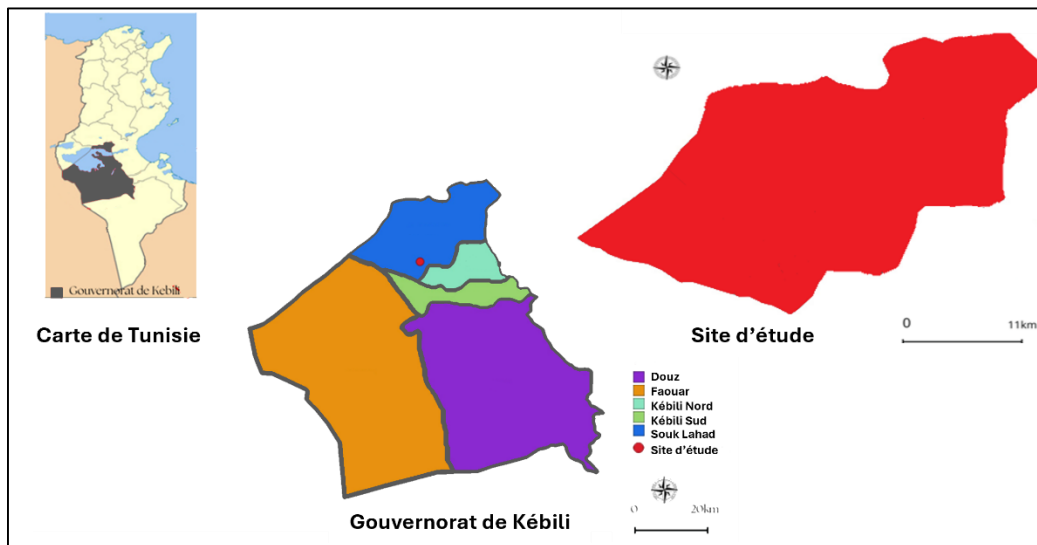 Gouvernorat de Kébili
Carte de Tunisie
Site d'étude
0 11km
Douz
Faouar
Kébili Nord
Kébili Sud
Souk Lahad
Site d'étude
0 20km
Gouvernorat de Kébili